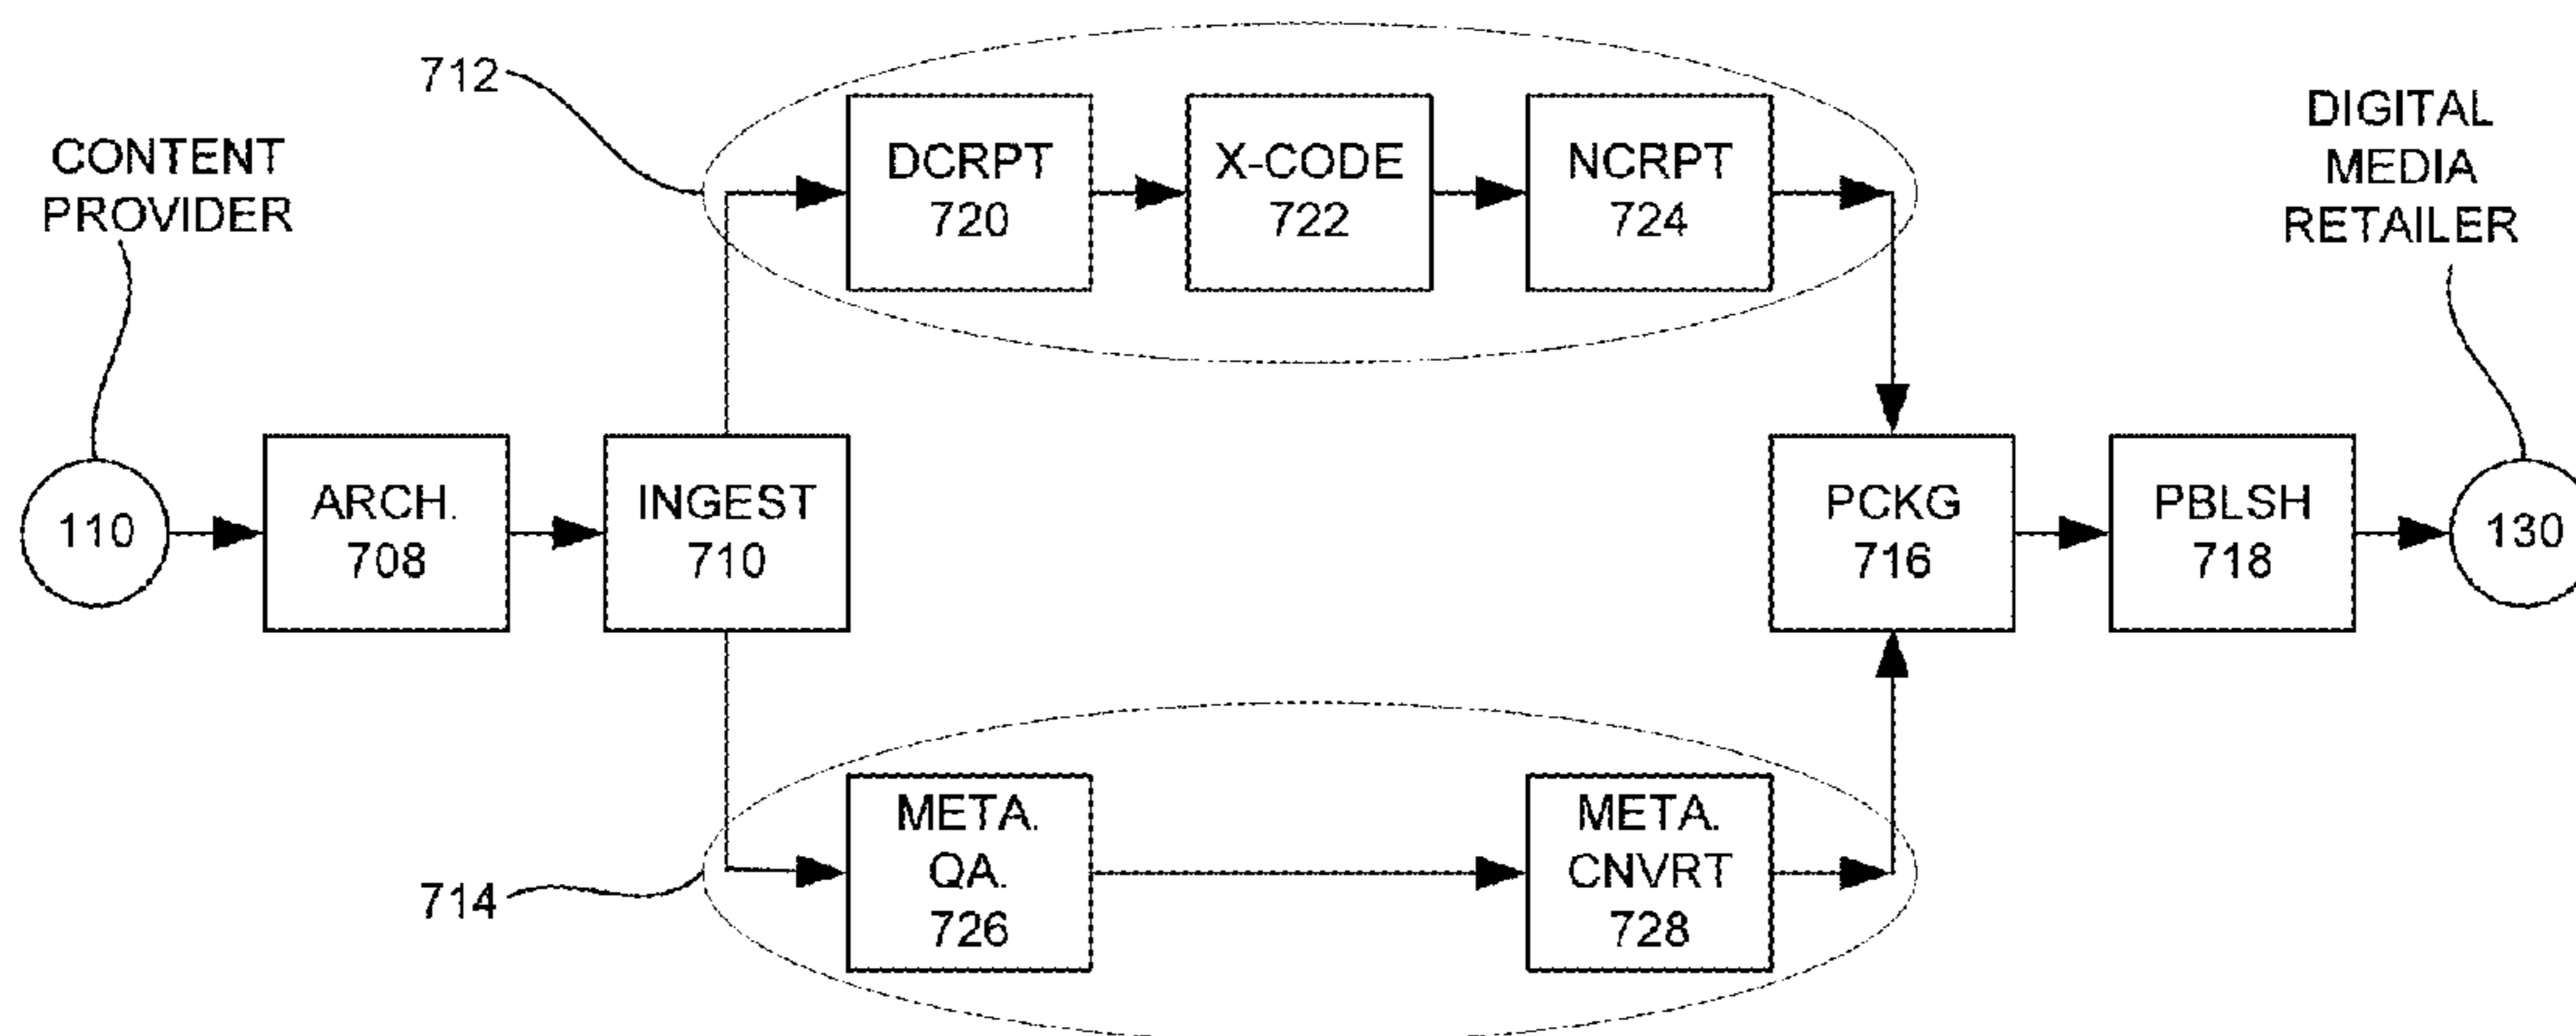 712
CONTENT
PROVIDER
DCRPT
720
X-CODE
722
NCRPT
724
DIGITAL
MEDIA
RETAILER
110
ARCH.
708
INGEST
710
PCKG
716
PBLSH
718
130
714
META.
QA.
726
META.
CNVRT
728